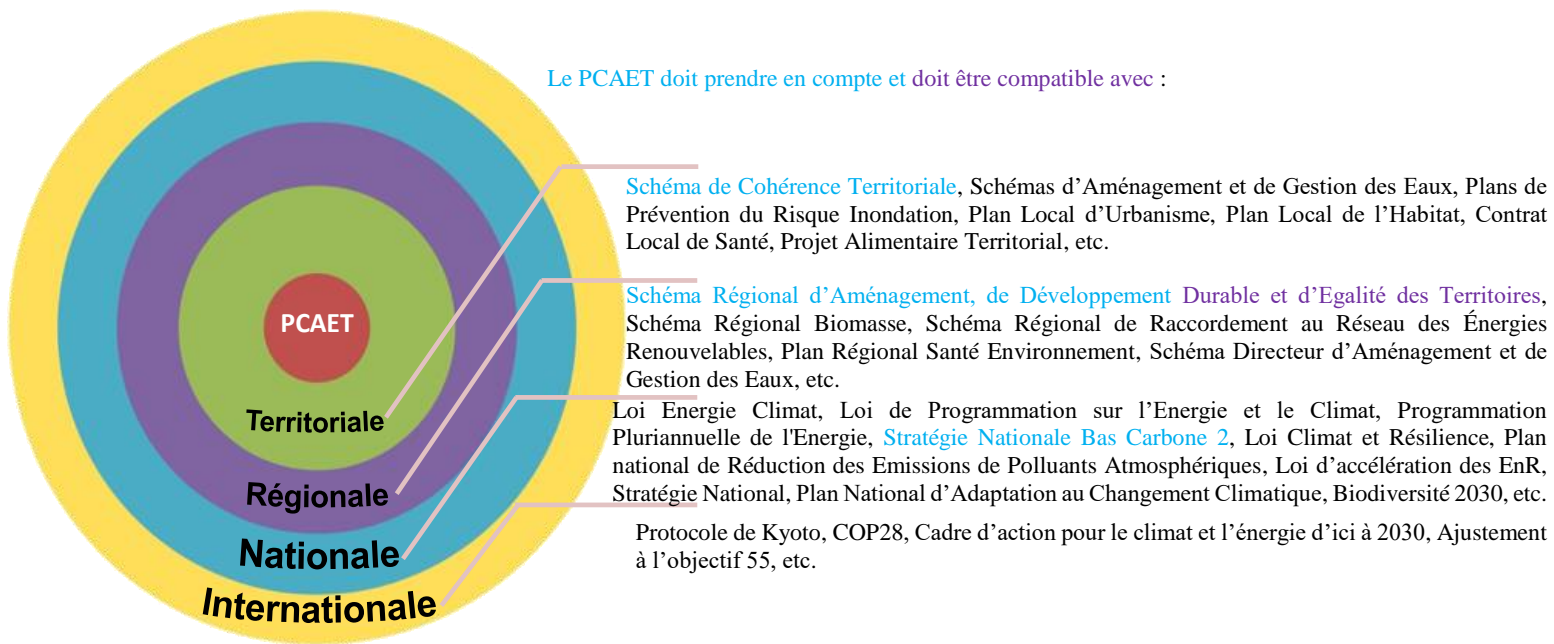 Le PCAET doit prendre en compte et doit être compatible avec :
Schéma de Cohérence Territoriale, Schémas d’Aménagement et de Gestion des Eaux, Plans de
Prévention du Risque Inondation, Plan Local d’Urbanisme, Plan Local de l’Habitat, Contrat
Local de Santé, Projet Alimentaire Territorial, etc.
Schéma Régional d’Aménagement, de Développement Durable et d’Egalité des Territoires,
Schéma Régional Biomasse, Schéma Régional de Raccordement au Réseau des Énergies
Renouvelables, Plan Régional Santé Environnement, Schéma Directeur d’Aménagement et de
Gestion des Eaux, etc.
Loi Energie Climat, Loi de Programmation sur l’Energie et le Climat, Programmation
Pluriannuelle de l'Energie, Stratégie Nationale Bas Carbone 2, Loi Climat et Résilience, Plan
national de Réduction des Emissions de Polluants Atmosphériques, Loi d’accélération des EnR,
Stratégie National, Plan National d’Adaptation au Changement Climatique, Biodiversité 2030, etc.
Protocole de Kyoto, COP28, Cadre d’action pour le climat et l’énergie d’ici à 2030, Ajustement
à l’objectif 55, etc.
PCAET
Territoriale
Régionale
Nationale
Internationale